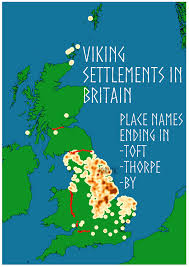 VIKING
SETTLEMENTS IN
BRITAIN
PLACE NAMES
ENDING IN
-TOFT
-THORPE
-BY